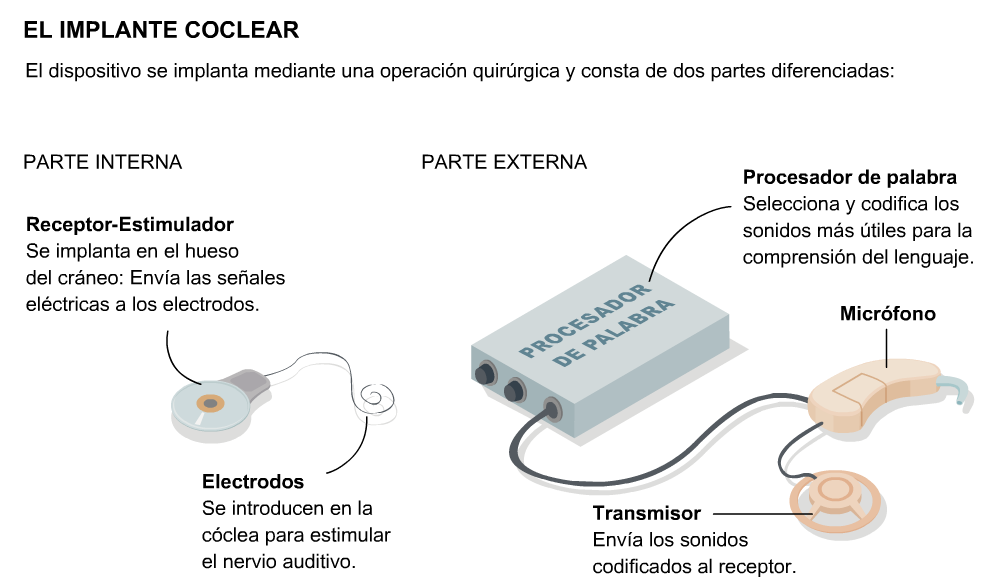 EL IMPLANTE COCLEAR
El dispositivo se implanta mediante una operación quirúrgica y consta de dos partes diferenciadas:
PARTE INTERNA
Receptor-Estimulador
Se implanta en el hueso
del cráneo: Envía las señales
eléctricas a los electrodos.
Electrodos
Se introducen en la
cóclea para estimular
el nervio auditivo.
PARTE EXTERNA
Procesador de palabra
Selecciona y codifica los
sonidos más útiles para la
comprensión del lenguaje.
PROCESADOR
DE PALABRA
Micrófono
Transmisor
Envía los sonidos
codificados al receptor.